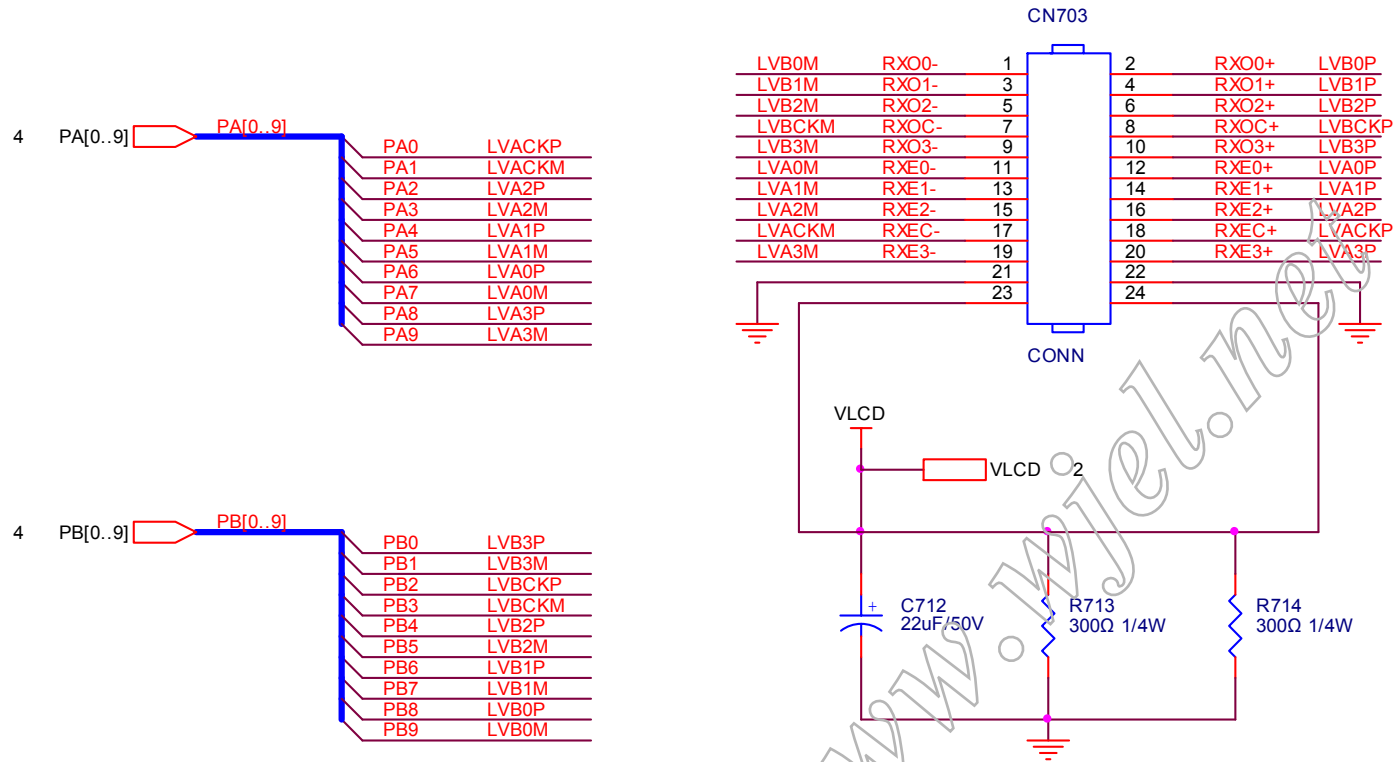 CN703
LVB0M RXO0- 1 2 RXO0+ LVB0P
LVB1M RXO1- 3 4 RXO1+ LVB1P
LVB2M RXO2- 5 6 RXO2+ LVB2P
LVBCKM RXOC- 7 8 RXOC+ LVBCKP
LVB3M RXO3- 9 10 RXO3+ LVB3P
LVA0M RXE0- 11 12 RXE0+ LVA0P
LVA1M RXE1- 13 14 RXE1+ LVA1P
LVA2M RXE2- 15 16 RXE2+ LVA2P
LVACKM RXEC- 17 18 RXEC+ LVACKP
LVA3M RXE3- 19 20 RXE3+ LVA3P
21 22
23 24
CONN
4 PA[0..9] PA[0..9]
PA0 LVACKP
PA1 LVACKM
PA2 LVA2P
PA3 LVA2M
PA4 LVA1P
PA5 LVA1M
PA6 LVA0P
PA7 LVA0M
PA8 LVA3P
PA9 LVA3M
VLCD
VLCD 2
4 PB[0..9] PB[0..9]
PB0 LVB3P
PB1 LVB3M
PB2 LVBCKP
PB3 LVBCKM
PB4 LVB2P
PB5 LVB2M
PB6 LVB1P
PB7 LVB1M
PB8 LVB0P
PB9 LVB0M
+ C712
22uF/50V
R713
300Ω 1/4W
R714
300Ω 1/4W
www.wjel.net